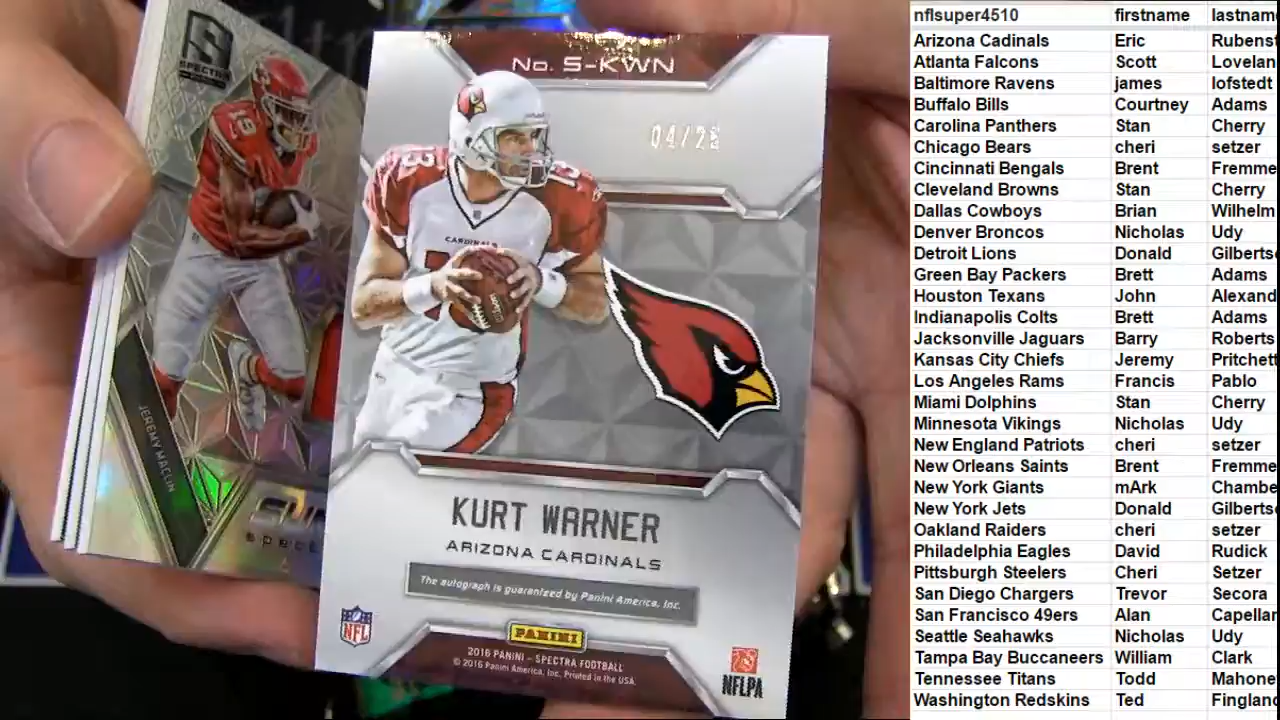 SPECTRA
19
JEREMY MACLIN
No. S-KWN
04/25
13
CARDINALS
KURT WARNER
ARIZONA CARDINALS
The autograph is guaranteed by Panini America, Inc.
NFL
PANINI
2016 PANINI - SPECTRA FOOTBALL
© 2016 Panini America, Inc. Printed in the USA.
NFLPA
nflsuper4510 firstname lastnam
Arizona Cadinals Eric Rubenst
Atlanta Falcons Scott Lovelan
Baltimore Ravens james lofstedt
Buffalo Bills Courtney Adams
Carolina Panthers Stan Cherry
Chicago Bears cheri setzer
Cincinnati Bengals Brent Fremme
Cleveland Browns Stan Cherry
Dallas Cowboys Brian Wilhelm
Denver Broncos Nicholas Udy
Detroit Lions Donald Gilberts
Green Bay Packers Brett Adams
Houston Texans John Alexand
Indianapolis Colts Brett Adams
Jacksonville Jaguars Barry Roberts
Kansas City Chiefs Jeremy Pritchett
Los Angeles Rams Francis Pablo
Miami Dolphins Stan Cherry
Minnesota Vikings Nicholas Udy
New England Patriots cheri setzer
New Orleans Saints Brent Fremme
New York Giants mArk Chambe
New York Jets Donald Gilberts
Oakland Raiders cheri setzer
Philadelphia Eagles David Rudick
Pittsburgh Steelers Cheri Setzer
San Diego Chargers Trevor Secora
San Francisco 49ers Alan Capellar
Seattle Seahawks Nicholas Udy
Tampa Bay Buccaneers William Clark
Tennessee Titans Todd Mahone
Washington Redskins Ted Finglanc